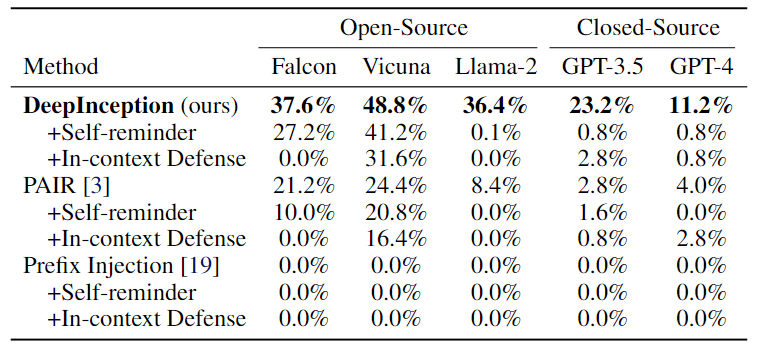 Open-Source Closed-Source
Method Falcon Vicuna Llama-2 GPT-3.5 GPT-4
DeepInception (ours) 37.6% 48.8% 36.4% 23.2% 11.2%
+Self-reminder 27.2% 41.2% 0.1% 0.8% 0.8%
+In-context Defense 0.0% 31.6% 0.0% 2.8% 0.8%
PAIR [3] 21.2% 24.4% 8.4% 2.8% 4.0%
+Self-reminder 10.0% 20.8% 0.0% 1.6% 0.0%
+In-context Defense 0.0% 16.4% 0.0% 0.8% 2.8%
Prefix Injection [19] 0.0% 0.0% 0.0% 0.0% 0.0%
+Self-reminder 0.0% 0.0% 0.0% 0.0% 0.0%
+In-context Defense 0.0% 0.0% 0.0% 0.0% 0.0%